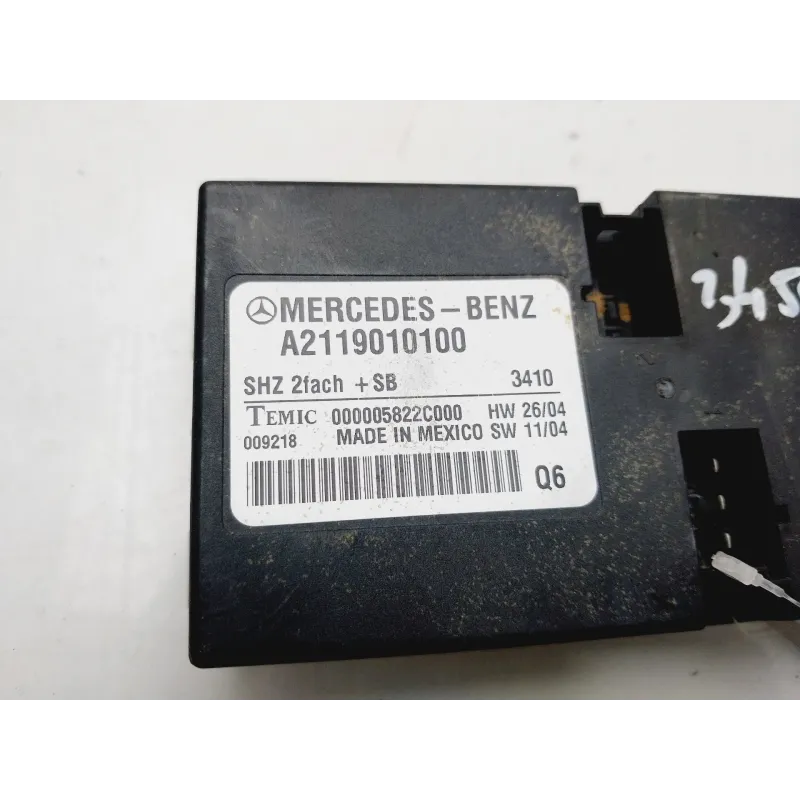 MERCEDES-BENZ
A2119010100
SHZ 2fach +SB 3410
TEMIC 000005822C000 HW 26/04
009218 MADE IN MEXICO SW 11/04
Q6